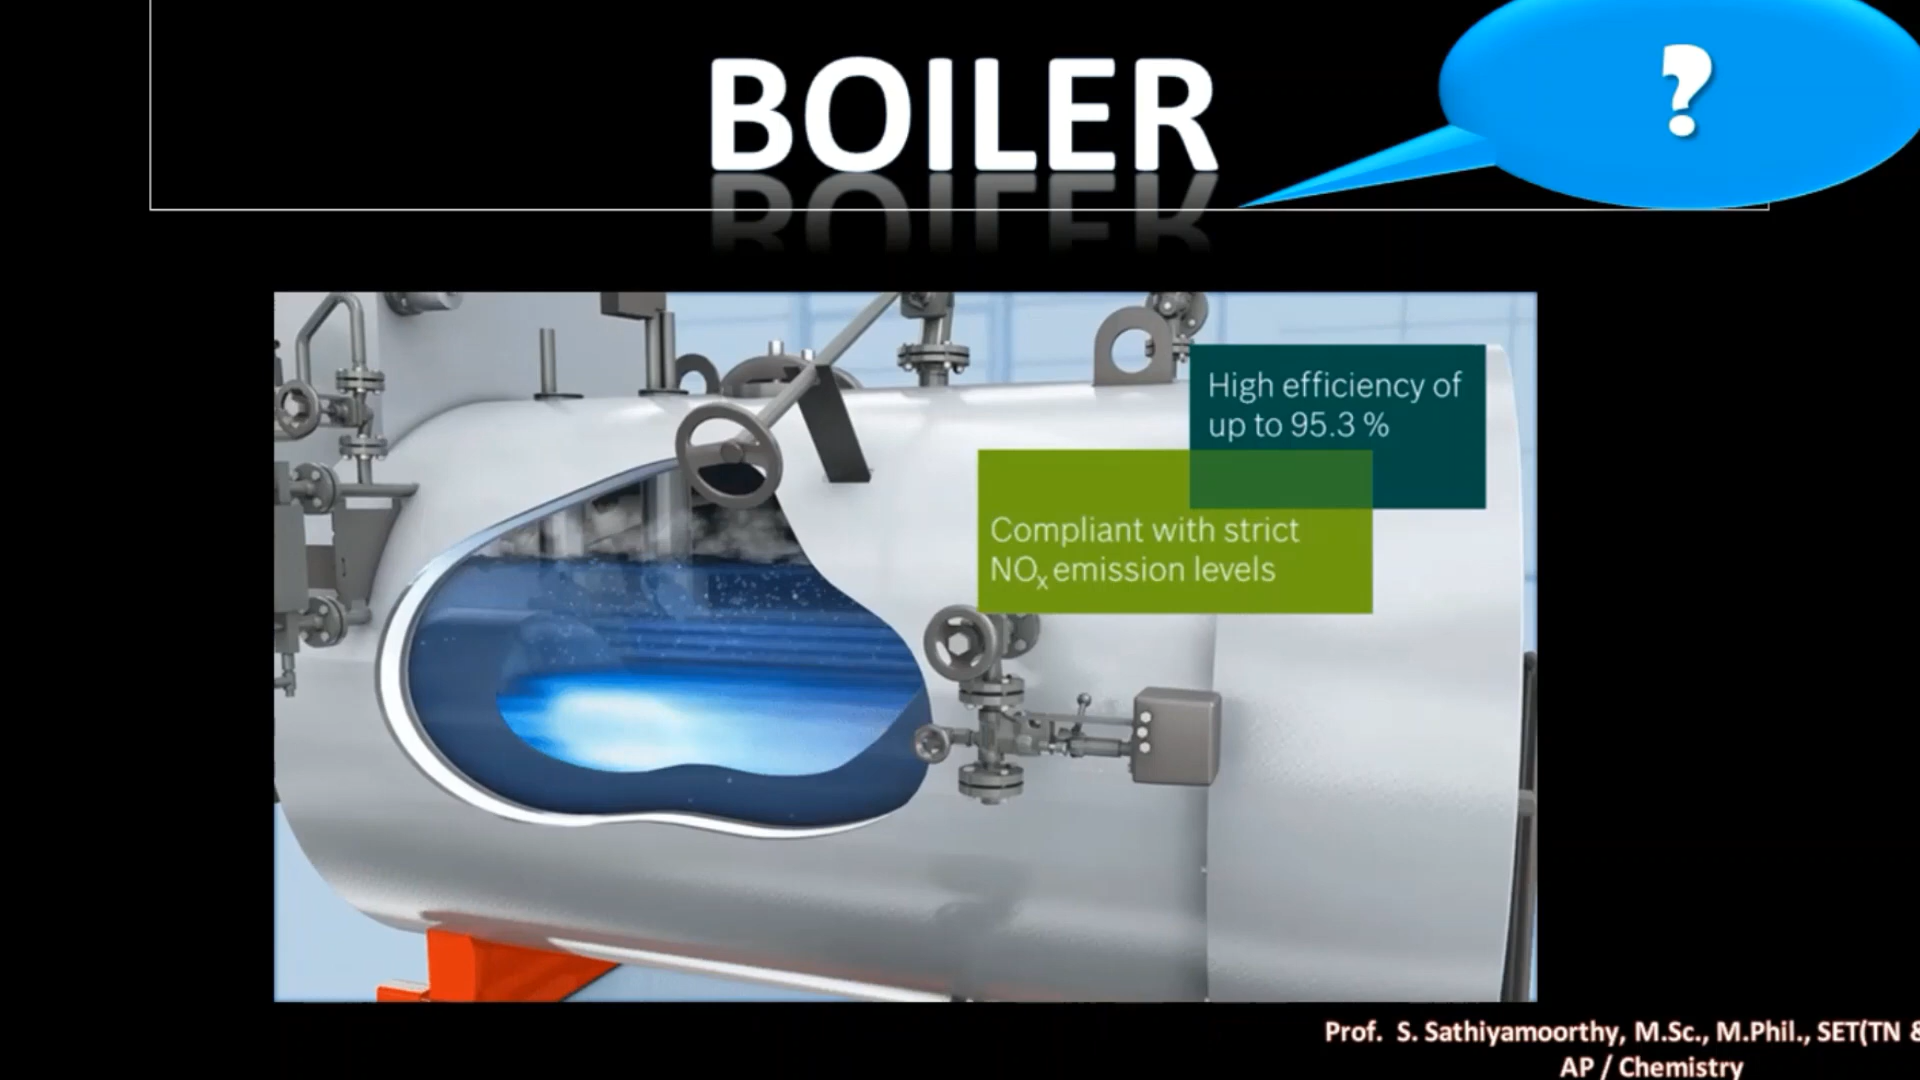 BOILER
?
High efficiency of
up to 95.3 %
Compliant with strict
NOx emission levels
Prof. S. Sathiyamoorthy, M.Sc., M.Phil., SET(TN &
AP / Chemistry